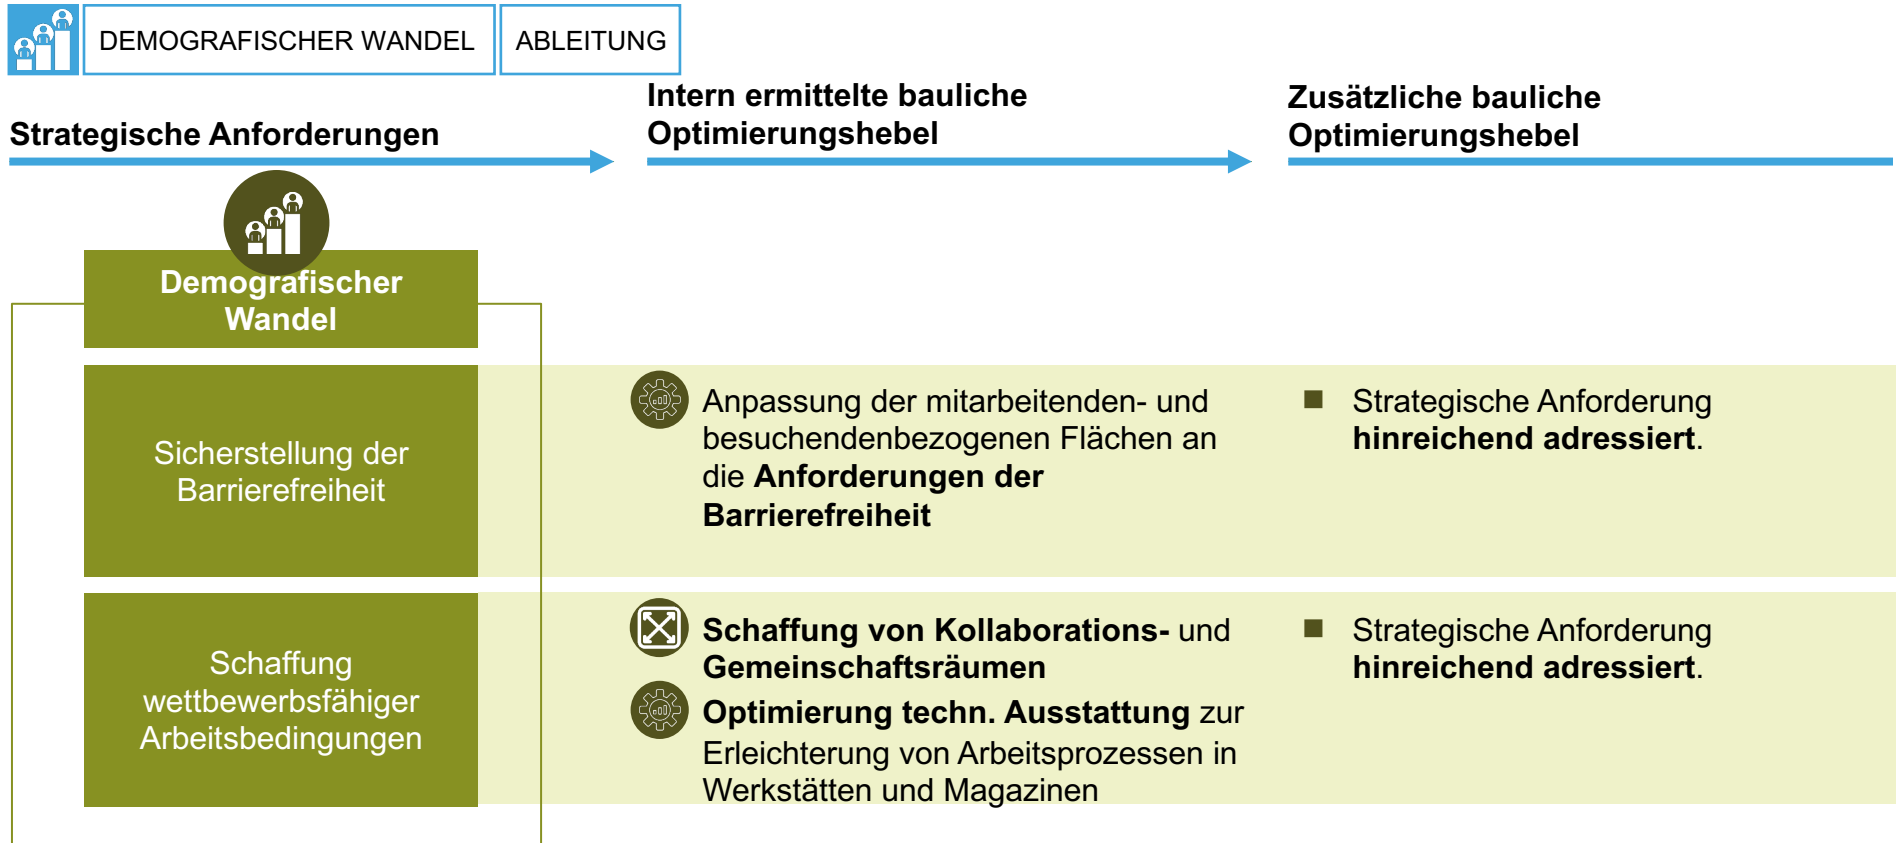 DEMOGRAFISCHER WANDEL
ABLEITUNG
Strategische Anforderungen
Intern ermittelte bauliche
Optimierungshebel
Zusätzliche bauliche
Optimierungshebel
Demografischer
Wandel
Sicherstellung der
Barrierefreiheit
Anpassung der mitarbeitenden- und
besuchendenbezogenen Flächen an
die Anforderungen der
Barrierefreiheit
Strategische Anforderung
hinreichend adressiert.
Schaffung
wettbewerbsfähiger
Arbeitsbedingungen
Schaffung von Kollaborations- und
Gemeinschaftsräumen
Optimierung techn. Ausstattung zur
Erleichterung von Arbeitsprozessen in
Werkstätten und Magazinen
Strategische Anforderung
hinreichend adressiert.